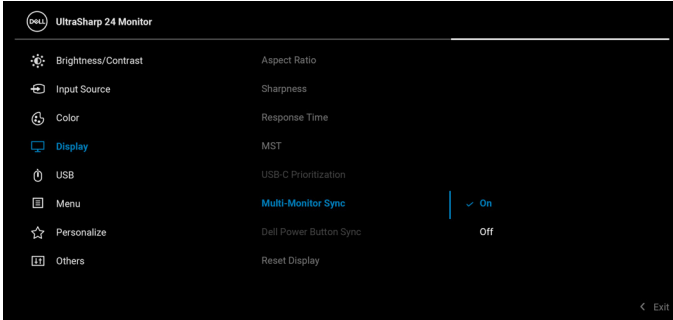 DELL UltraSharp 24 Monitor
Brightness/Contrast
Input Source
Color
Display
USB
Menu
Personalize
Others
Aspect Ratio
Sharpness
Response Time
MST
USB-C Prioritization
Multi-Monitor Sync
Dell Power Button Sync
Reset Display
On
Off
Exit